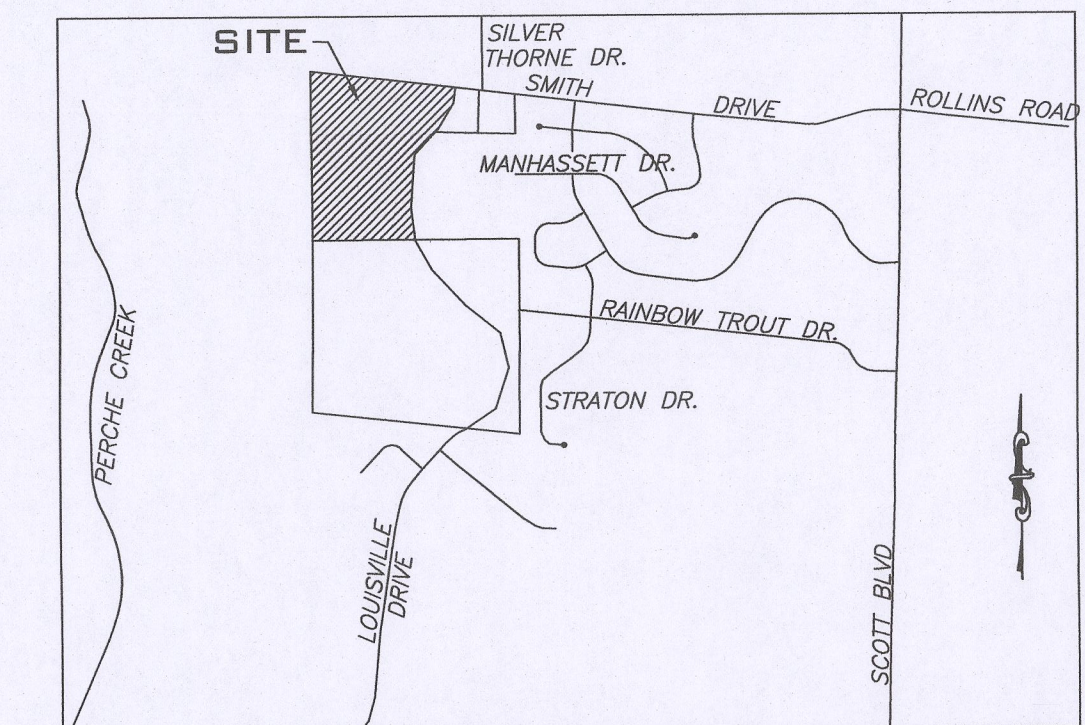 SITE
SILVER
THORNE DR.
SMITH
DRIVE
ROLLINS ROAD
MANHASSETT DR.
RAINBOW TROUT DR.
PERCHE CREEK
STRATON DR.
LOUISVILLE
DRIVE
SCOTT BLVD